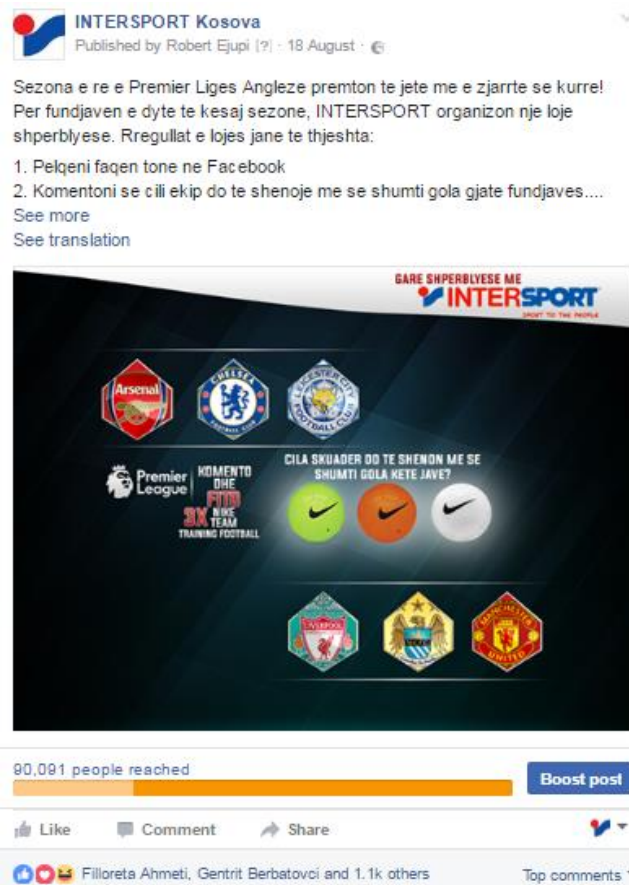 INTERSPORT Kosova
Published by Robert Ejupi [?] · 18 August ·
Sezona e re e Premier Liges Angleze premton te jete me e zjarrte se kurre!
Per fundjaven e dyte te kesaj sezone, INTERSPORT organizon nje loje
shperblyese. Rregullat e lojes jane te thjeshta:
1. Pelqeni faqen tone ne Facebook
2. Komentoni se cili ekip do te shenoje me se shumti gola gjate fundjaves....
See more
See translation
GARE SHPERBLYESE ME
INTERSPORT
SPORT TO THE PEOPLE
Arsenal
CHELSEA
FOOTBALL CLUB
LEICESTER CITY
FOOTBALL CLUB
Premier
League
KOMENTO
DHE
FITO
3X NIKE
TEAM
TRAINING FOOTBALL
CILA SKUADER DO TE SHENON ME SE
SHUMTI GOLA KETE JAVE?
LIVERPOOL
MANCHESTER
UNITED
90,091 people reached
Boost post
Like
Comment
Share
Filloreta Ahmeti, Gentrit Berbatovci and 1.1k others
Top comments